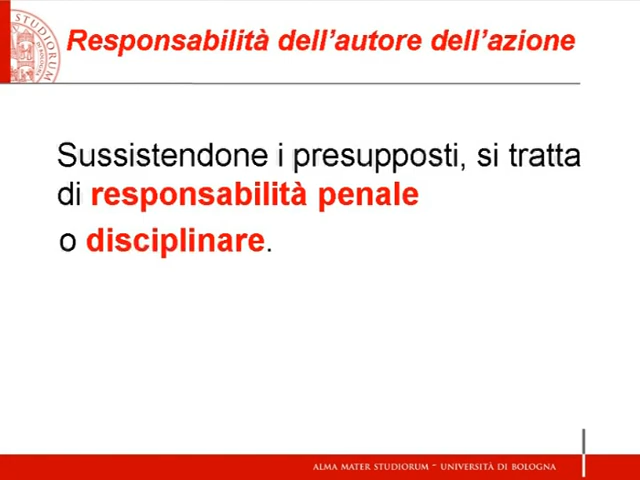 Responsabilità dell'autore dell'azione
Sussistendone i presupposti, si tratta
di responsabilità penale
o disciplinare.
ALMA MATER STUDIORUM ~ UNIVERSITÀ DI BOLOGNA